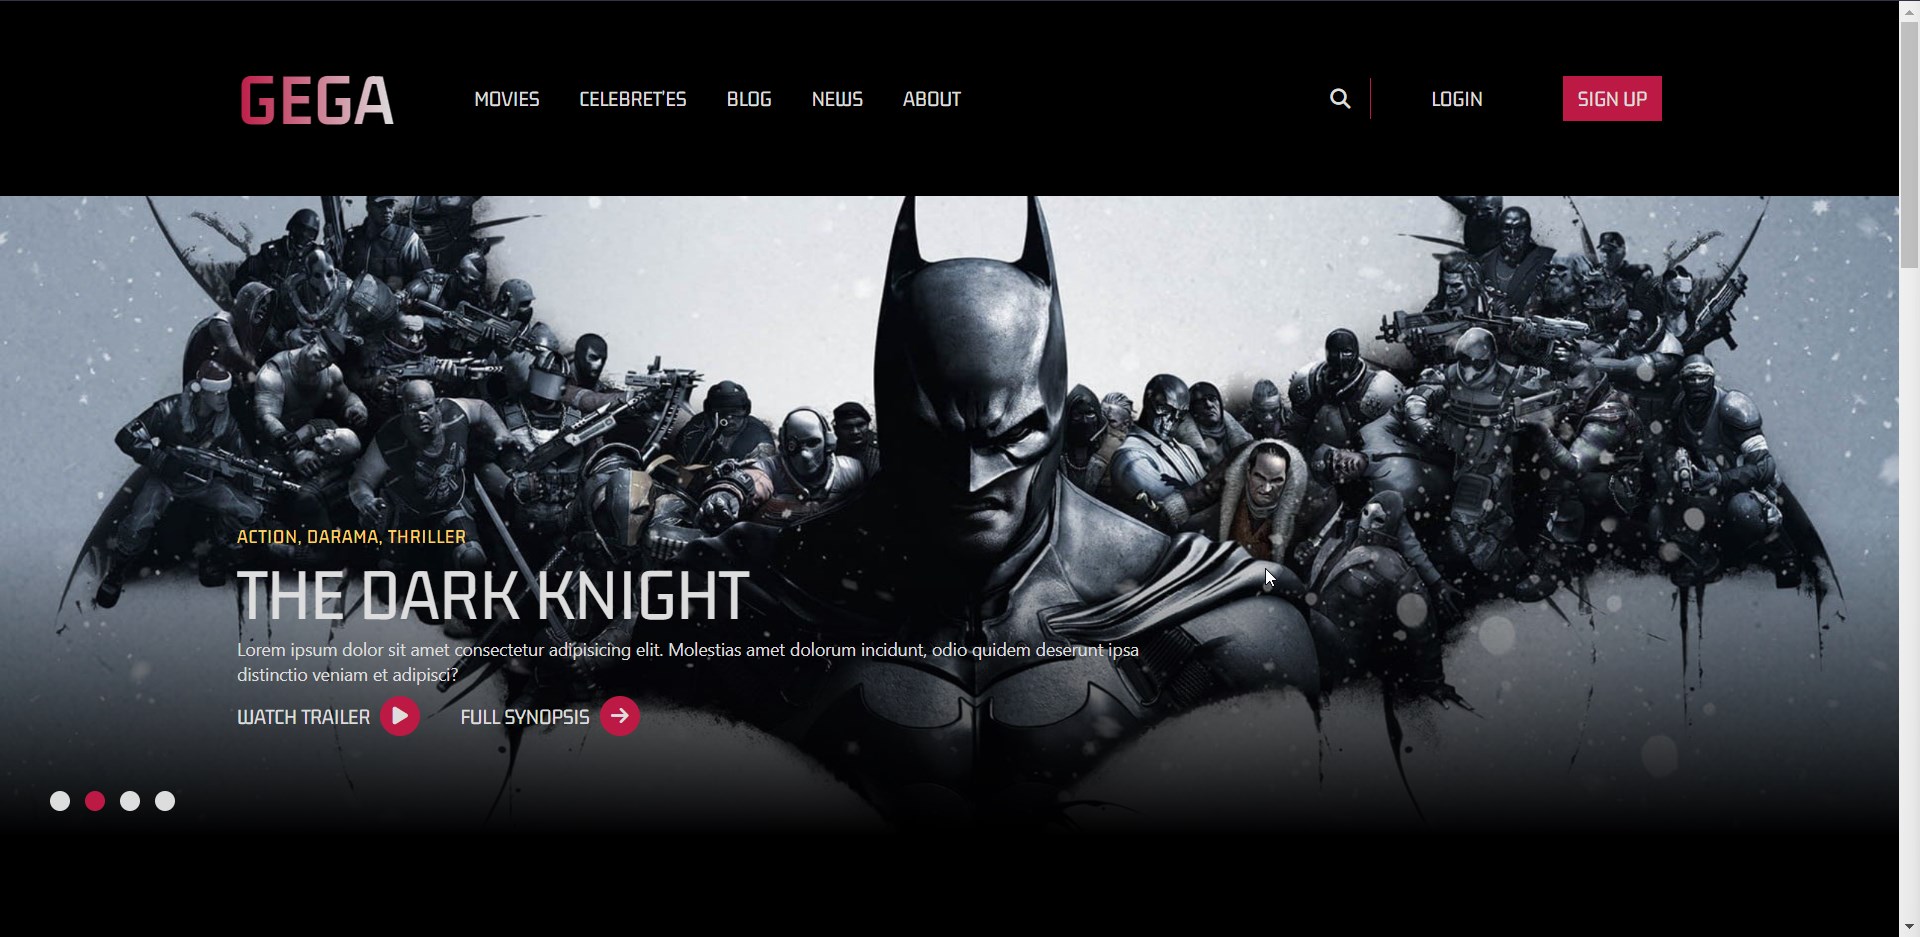 GEGA MOVIES CELEBRET'ES BLOG NEWS ABOUT LOGIN SIGN UP
ACTION, DARAMA, THRILLER
THE DARK KNIGHT
Lorem ipsum dolor sit amet consectetur adipisicing elit. Molestias amet dolorum incidunt, odio quidem deserunt ipsa
distinctio veniam et adipisci?
WATCH TRAILER FULL SYNOPSIS